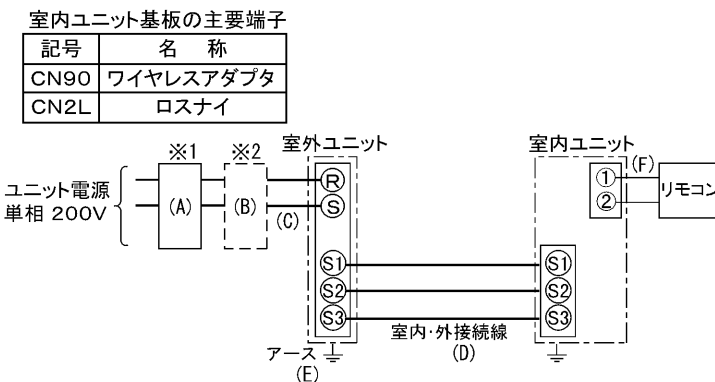 室内ユニット基板の主要端子
記号 名 称
CN90 ワイヤレスアダプタ
CN2L ロスナイ
※1 ※2 室外ユニット 室内ユニット
ユニット電源
単相 200V
(A) (B) (C)
R
S
① (F)
②
リモコン
S1 S1
S2 S2
S3 S3
室内・外接続線
(D)
アース
(E)